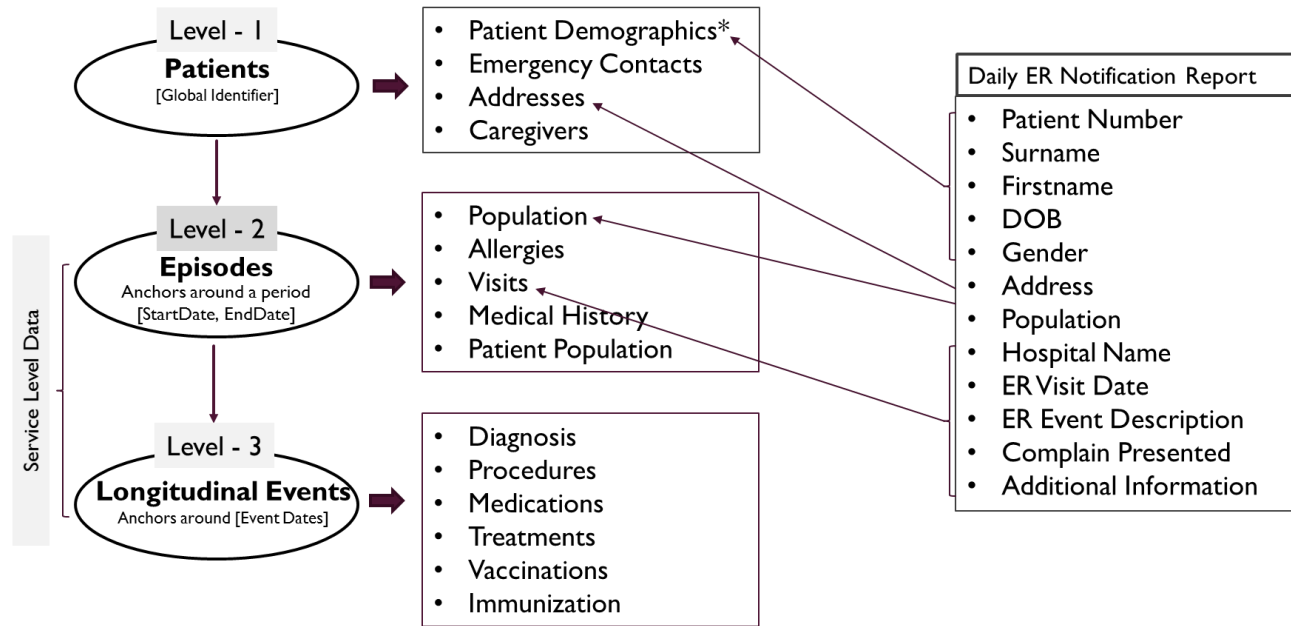 Level - 1
Patients
[Global Identifier]
• Patient Demographics*
• Emergency Contacts
• Addresses
• Caregivers
Level - 2
Episodes
Anchors around a period
[StartDate, EndDate]
• Population
• Allergies
• Visits
• Medical History
• Patient Population
Service Level Data
Level - 3
Longitudinal Events
Anchors around [Event Dates]
• Diagnosis
• Procedures
• Medications
• Treatments
• Vaccinations
• Immunization
Daily ER Notification Report
• Patient Number
• Surname
• Firstname
• DOB
• Gender
• Address
• Population
• Hospital Name
• ER Visit Date
• ER Event Description
• Complain Presented
• Additional Information